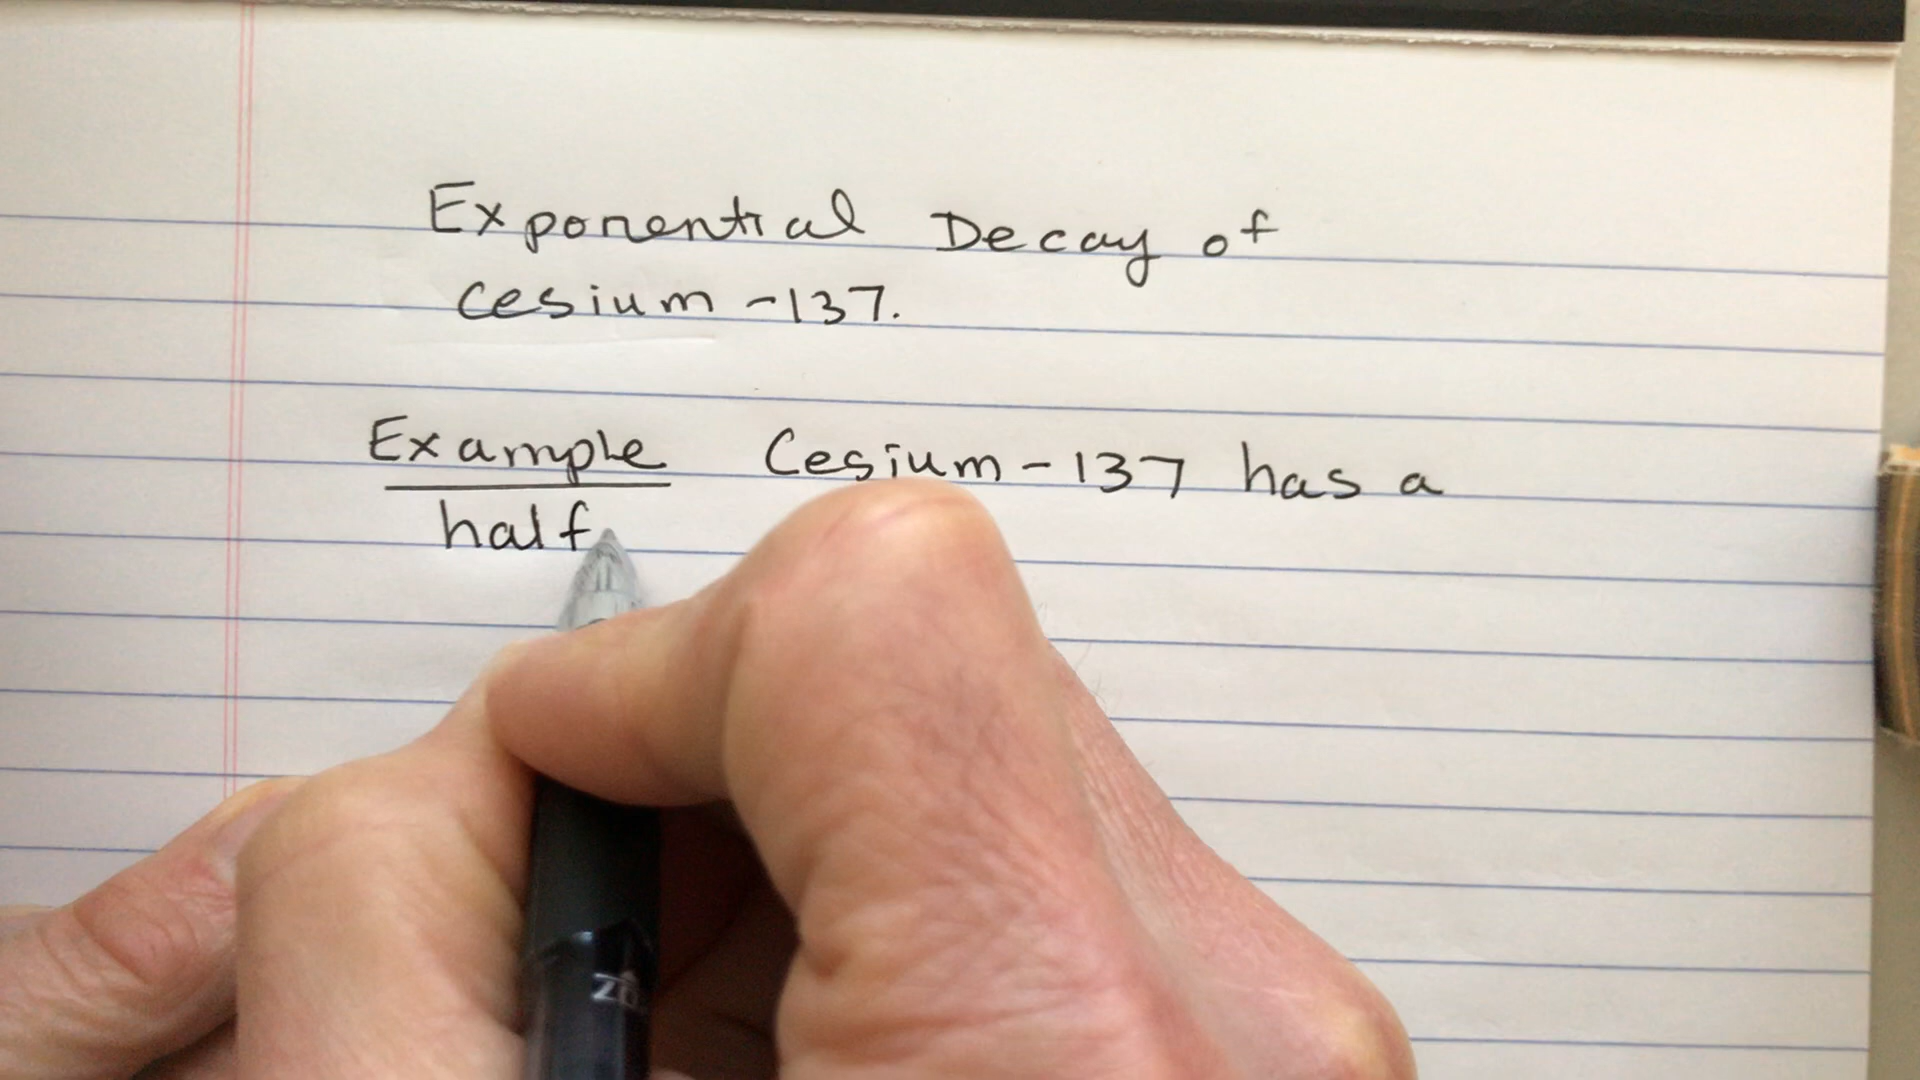 Exponential Decay of
Cesium-137.
Example Cesium-137 has a
half